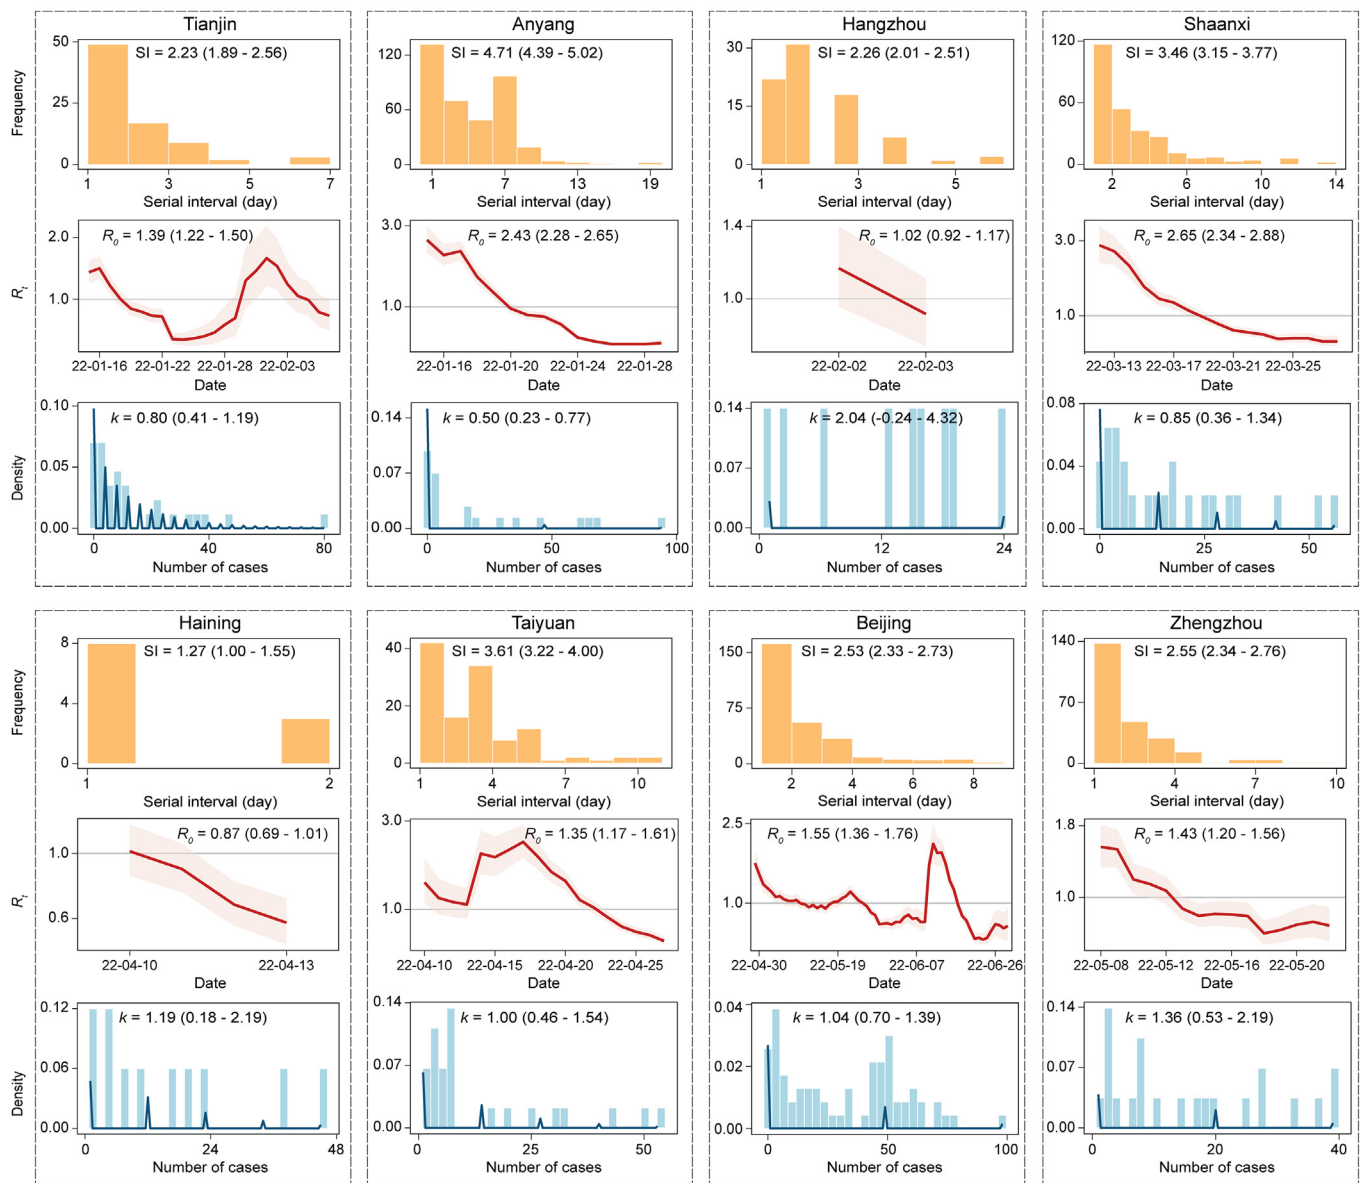 Tianjin
SI = 2.23 (1.89 - 2.56)
Frequency
50
25
0
1 3 5 7
Serial interval (day)
R0 = 1.39 (1.22 - 1.50)
Rt
2.0
1.0
22-01-16 22-01-22 22-01-28 22-02-03
Date
k = 0.80 (0.41 - 1.19)
Density
0.10
0.05
0.00
0 40 80
Number of cases
Anyang
SI = 4.71 (4.39 - 5.02)
120
60
0
1 7 13 19
Serial interval (day)
R0 = 2.43 (2.28 - 2.65)
3.0
1.0
22-01-16 22-01-20 22-01-24 22-01-28
Date
k = 0.50 (0.23 - 0.77)
0.14
0.07
0.00
0 50 100
Number of cases
Hangzhou
SI = 2.26 (2.01 - 2.51)
30
15
0
1 3 5
Serial interval (day)
R0 = 1.02 (0.92 - 1.17)
1.4
1.0
22-02-02 22-02-03
Date
k = 2.04 (-0.24 - 4.32)
0.14
0.07
0.00
0 12 24
Number of cases
Shaanxi
SI = 3.46 (3.15 - 3.77)
120
60
0
2 6 10 14
Serial interval (day)
R0 = 2.65 (2.34 - 2.88)
3.0
1.0
22-03-13 22-03-17 22-03-21 22-03-25
Date
k = 0.85 (0.36 - 1.34)
0.08
0.04
0.00
0 25 50
Number of cases
Haining
SI = 1.27 (1.00 - 1.55)
Frequency
8
4
0
1 2
Serial interval (day)
R0 = 0.87 (0.69 - 1.01)
Rt
1.0
0.6
22-04-10 22-04-13
Date
k = 1.19 (0.18 - 2.19)
Density
0.12
0.06
0.00
0 24 48
Number of cases
Taiyuan
SI = 3.61 (3.22 - 4.00)
40
20
0
1 4 7 10
Serial interval (day)
R0 = 1.35 (1.17 - 1.61)
3.0
1.0
22-04-10 22-04-15 22-04-20 22-04-25
Date
k = 1.00 (0.46 - 1.54)
0.14
0.07
0.00
0 25 50
Number of cases
Beijing
SI = 2.53 (2.33 - 2.73)
150
75
0
2 4 6 8
Serial interval (day)
R0 = 1.55 (1.36 - 1.76)
2.5
1.0
22-04-30 22-05-19 22-06-07 22-06-26
Date
k = 1.04 (0.70 - 1.39)
0.04
0.02
0.00
0 50 100
Number of cases
Zhengzhou
SI = 2.55 (2.34 - 2.76)
140
70
0
1 4 7 10
Serial interval (day)
R0 = 1.43 (1.20 - 1.56)
1.8
1.0
22-05-08 22-05-12 22-05-16 22-05-20
Date
k = 1.36 (0.53 - 2.19)
0.14
0.07
0.00
0 20 40
Number of cases